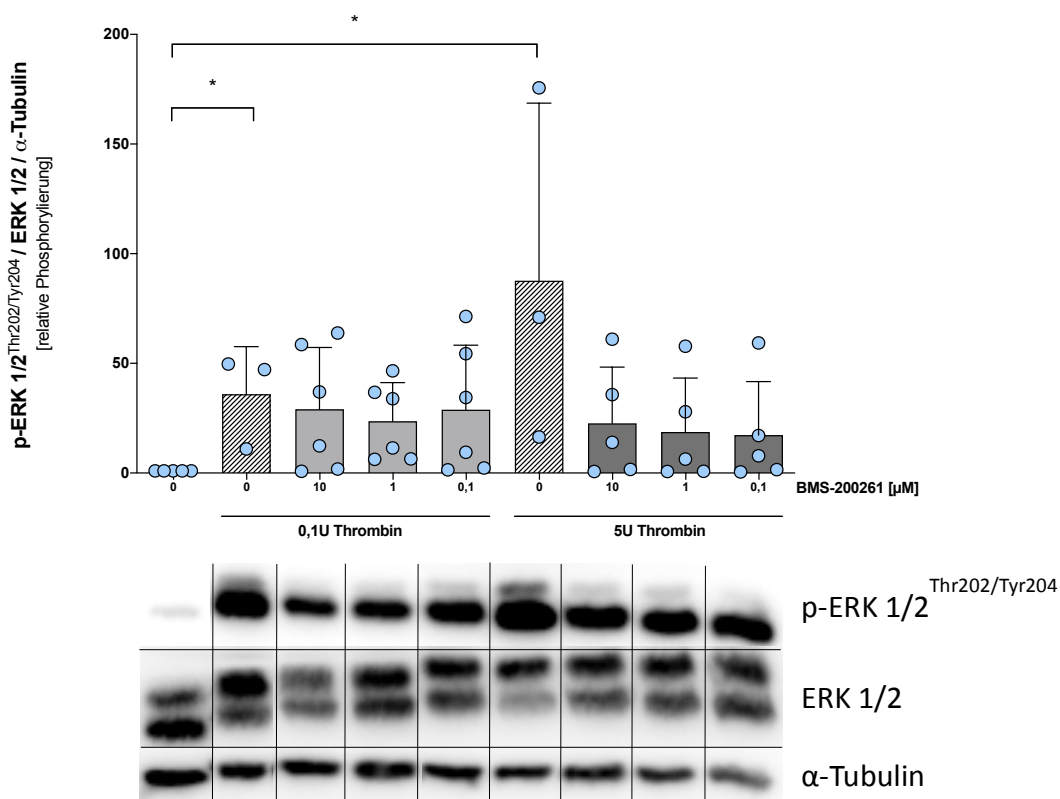 p-ERK 1/2Thr202/Tyr204 / ERK 1/2 / α-Tubulin
[relative Phosphorylierung]
200
150
100
50
0
*
*
0 0 10 1 0,1 0 10 1 0,1 BMS-200261 [µM]
0,1U Thrombin 5U Thrombin
p-ERK 1/2Thr202/Tyr204
ERK 1/2
α-Tubulin